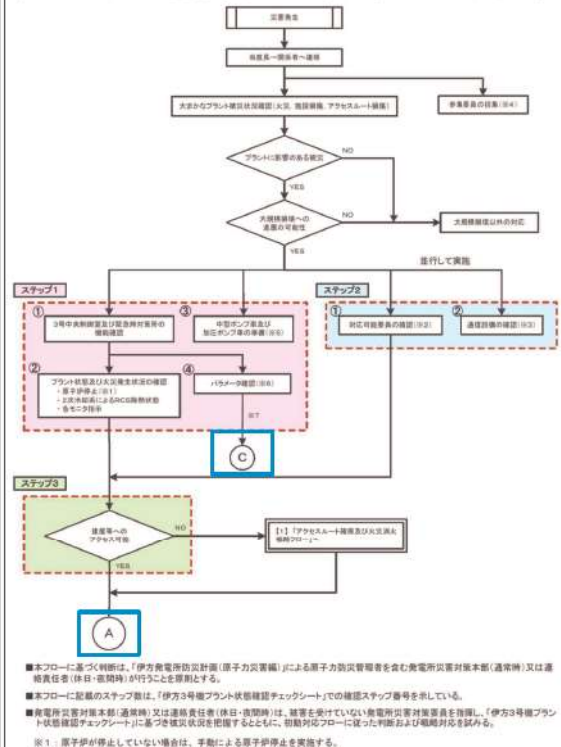 災害発生
当直長→関係者へ連絡
大まかなプラント被災状況確認(火災、施設損傷、アクセスルート損傷)
参集要員の招集(※4)
プラントに影響のある被災
NO
YES
大規模損壊への
進展の可能性
NO
大規模損壊以外の対応
YES
並行して実施
ステップ1
ステップ2
①
3号中央制御室及び緊急時対策所の
機能確認
③
中型ポンプ車及び
加圧ポンプ車の準備(※5)
①
対応可能要員の確認(※2)
②
通信設備の確認(※3)
②
プラント状態及び火災発生状況の確認
・原子炉停止(※1)
・2次冷却系によるRCS除熱状態
・各モニタ指示
④
パラメータ確認(※6)
※7
C
ステップ3
建屋等への
アクセス可能
NO
【1】「アクセスルート確保及び火災消火
戦略フロー」へ
YES
A
■本フローに基づく判断は、「伊方発電所防災計画(原子力災害編)」による原子力防災管理者を含む発電所災害対策本部(通常時)又は連
絡責任者(休日・夜間時)が行うことを原則とする。
■本フローに記載のステップ数は、「伊方3号機プラント状態確認チェックシート」での確認ステップ番号を示している。
■発電所災害対策本部(通常時)又は連絡責任者(休日・夜間時)は、被害を受けていない発電所災害対策要員を指揮し、「伊方3号機プラン
ト状態確認チェックシート」に基づき被災状況を把握するとともに、初動対応フローに従った判断および戦略対応を試みる。
※1:原子炉が停止していない場合は、手動による原子炉停止を実施する。